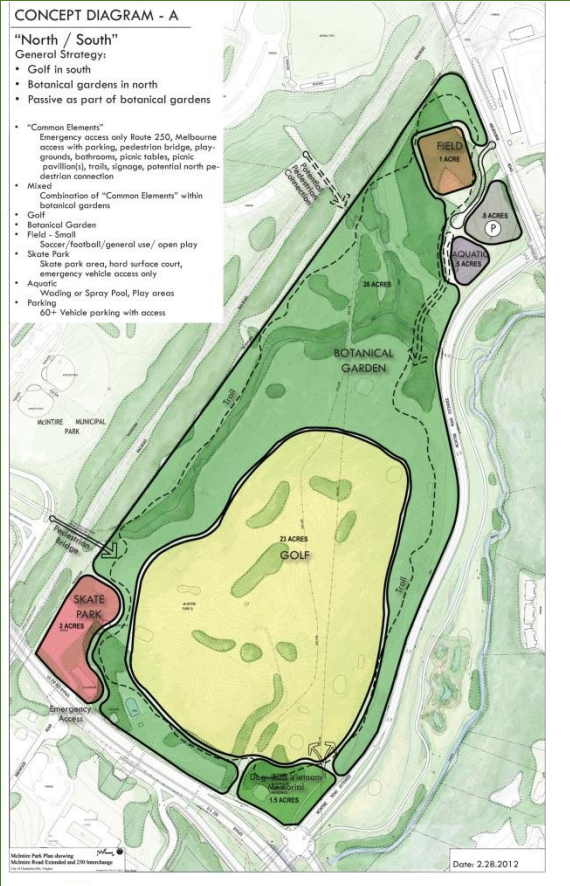 CONCEPT DIAGRAM - A
“North / South”
General Strategy:
• Golf in south
• Botanical gardens in north
• Passive as part of botanical gardens
• “Common Elements”
Emergency access only Route 250, Melbourne
access with parking, pedestrian bridge, play-
grounds, bathrooms, picnic tables, picnic
pavillion(s), trails, signage, potential north pe-
destrian connection
• Mixed
Combination of “Common Elements” within
botanical gardens
• Golf
• Botanical Garden
• Field - Small
Soccer/football/general use/ open play
• Skate Park
Skate park area, hard surface court,
emergency vehicle access only
• Aquatic
Wading or Spray Pool, Play areas
• Parking
60+ Vehicle parking with access
FIELD
1 ACRE
Potential
Pedestrian
Connection
.8 ACRES
P
AQUATIC
.5 ACRES
28 ACRES
BOTANICAL
GARDEN
Trail
McINTIRE MUNICIPAL
PARK
23 ACRES
GOLF
Pedestrian
Bridge
SKATE
PARK
2 ACRES
Trail
Emergency
Access
Vietnam
Memorial
1.5 ACRES
McIntire Park Plan showing
McIntire Road Extended and 250 Interchange
City of Charlottesville, Virginia
Date: 2.28.2012